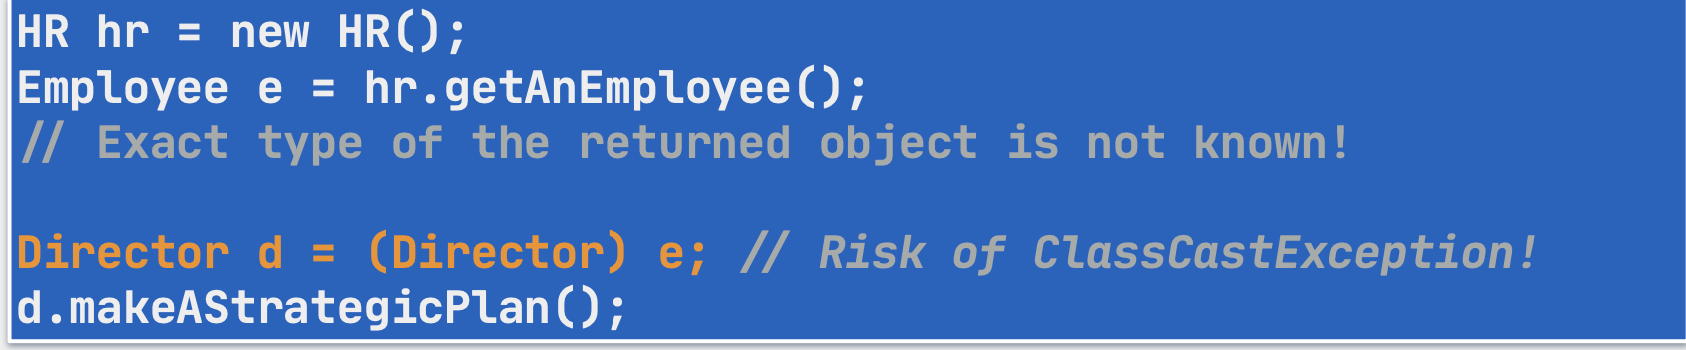 HR hr = new HR();
Employee e = hr.getAnEmployee();
// Exact type of the returned object is not known!
Director d = (Director) e; // Risk of ClassCastException!
d.makeAStrategicPlan();